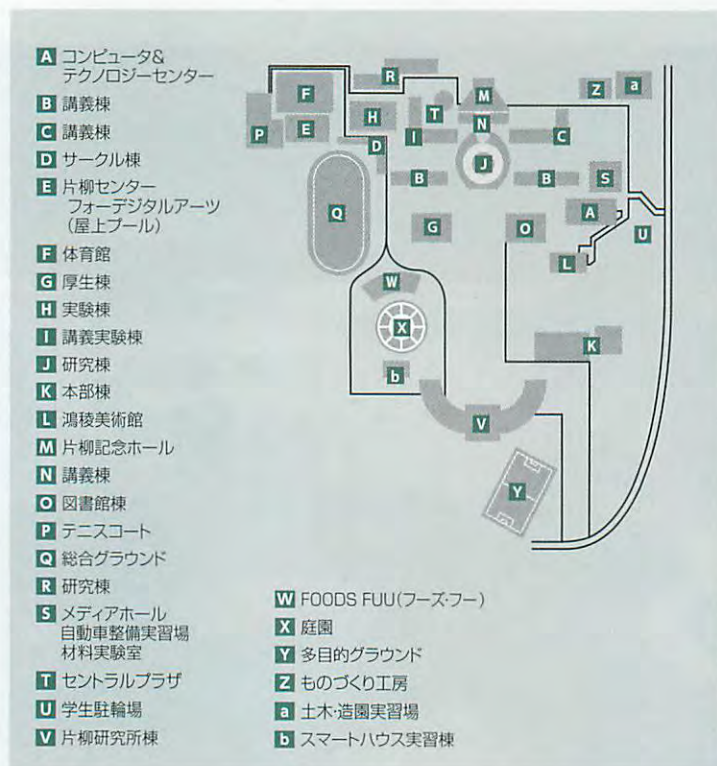 A コンピュータ&
テクノロジーセンター
B 講義棟
C 講義棟
D サークル棟
E 片柳センター
フォーデジタルアーツ
(屋上プール)
F 体育館
G 厚生棟
H 実験棟
I 講義実験棟
J 研究棟
K 本部棟
L 鴻稜美術館
M 片柳記念ホール
N 講義棟
O 図書館棟
P テニスコート
Q 総合グラウンド
R 研究棟
S メディアホール
自動車整備実習場
材料実験室
T セントラルプラザ
U 学生駐輪場
V 片柳研究所棟
W FOODS FUU(フーズ・フー)
X 庭園
Y 多目的グラウンド
Z ものづくり工房
a 土木・造園実習場
b スマートハウス実習棟
R
F
T
M
Z
a
P
E
H
I
N
C
D
J
B
B
S
Q
G
O
A
U
L
W
X
K
b
V
Y